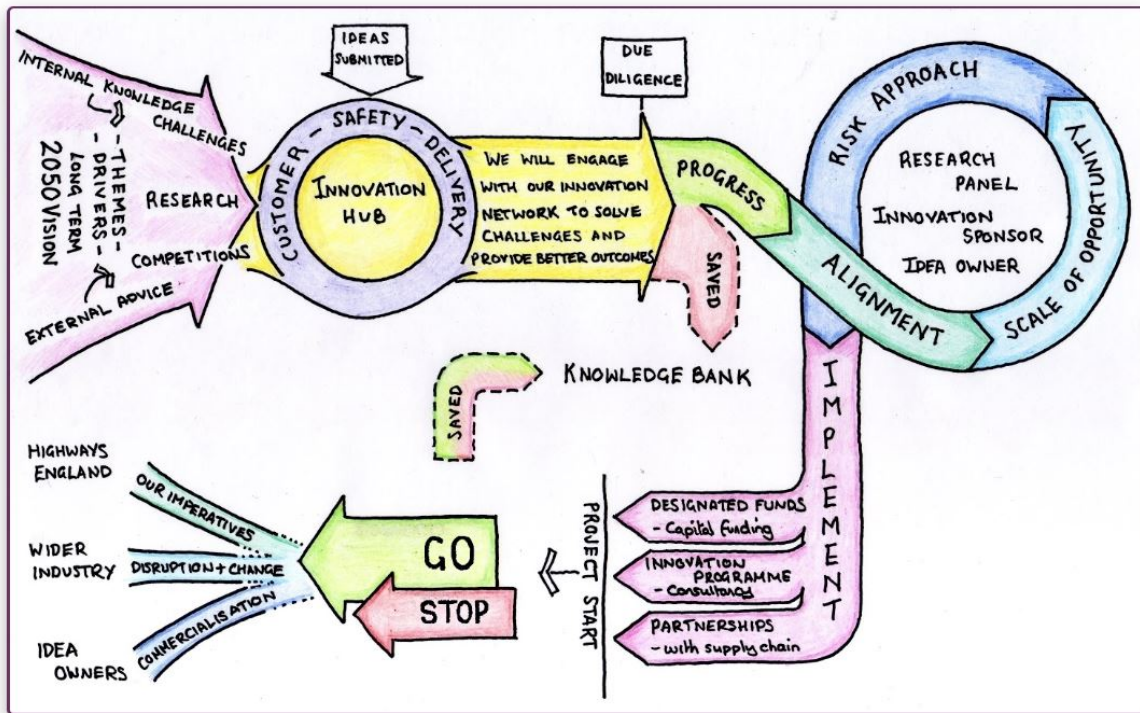 INTERNAL KNOWLEDGE
CHALLENGES
- THEMES -
- DRIVERS -
LONG TERM
2050 VISION
RESEARCH
COMPETITIONS
EXTERNAL ADVICE
IDEAS
SUBMITTED
CUSTOMER - SAFETY - DELIVERY
INNOVATION
HUB
WE WILL ENGAGE
WITH OUR INNOVATION
NETWORK TO SOLVE
CHALLENGES AND
PROVIDE BETTER OUTCOMES
DUE
DILIGENCE
PROGRESS
SAVED
ALIGNMENT
SCALE OF OPPORTUNITY
RISK APPROACH
RESEARCH
PANEL
INNOVATION
SPONSOR
IDEA OWNER
SAVED
KNOWLEDGE BANK
IMPLEMENT
DESIGNATED FUNDS
- Capital funding
INNOVATION
PROGRAMME
- Consultancy
PARTNERSHIPS
- with supply chain
PROJECT START
GO
STOP
HIGHWAYS
ENGLAND
OUR IMPERATIVES
WIDER
INDUSTRY
DISRUPTION + CHANGE
IDEA
OWNERS
COMMERCIALISATION